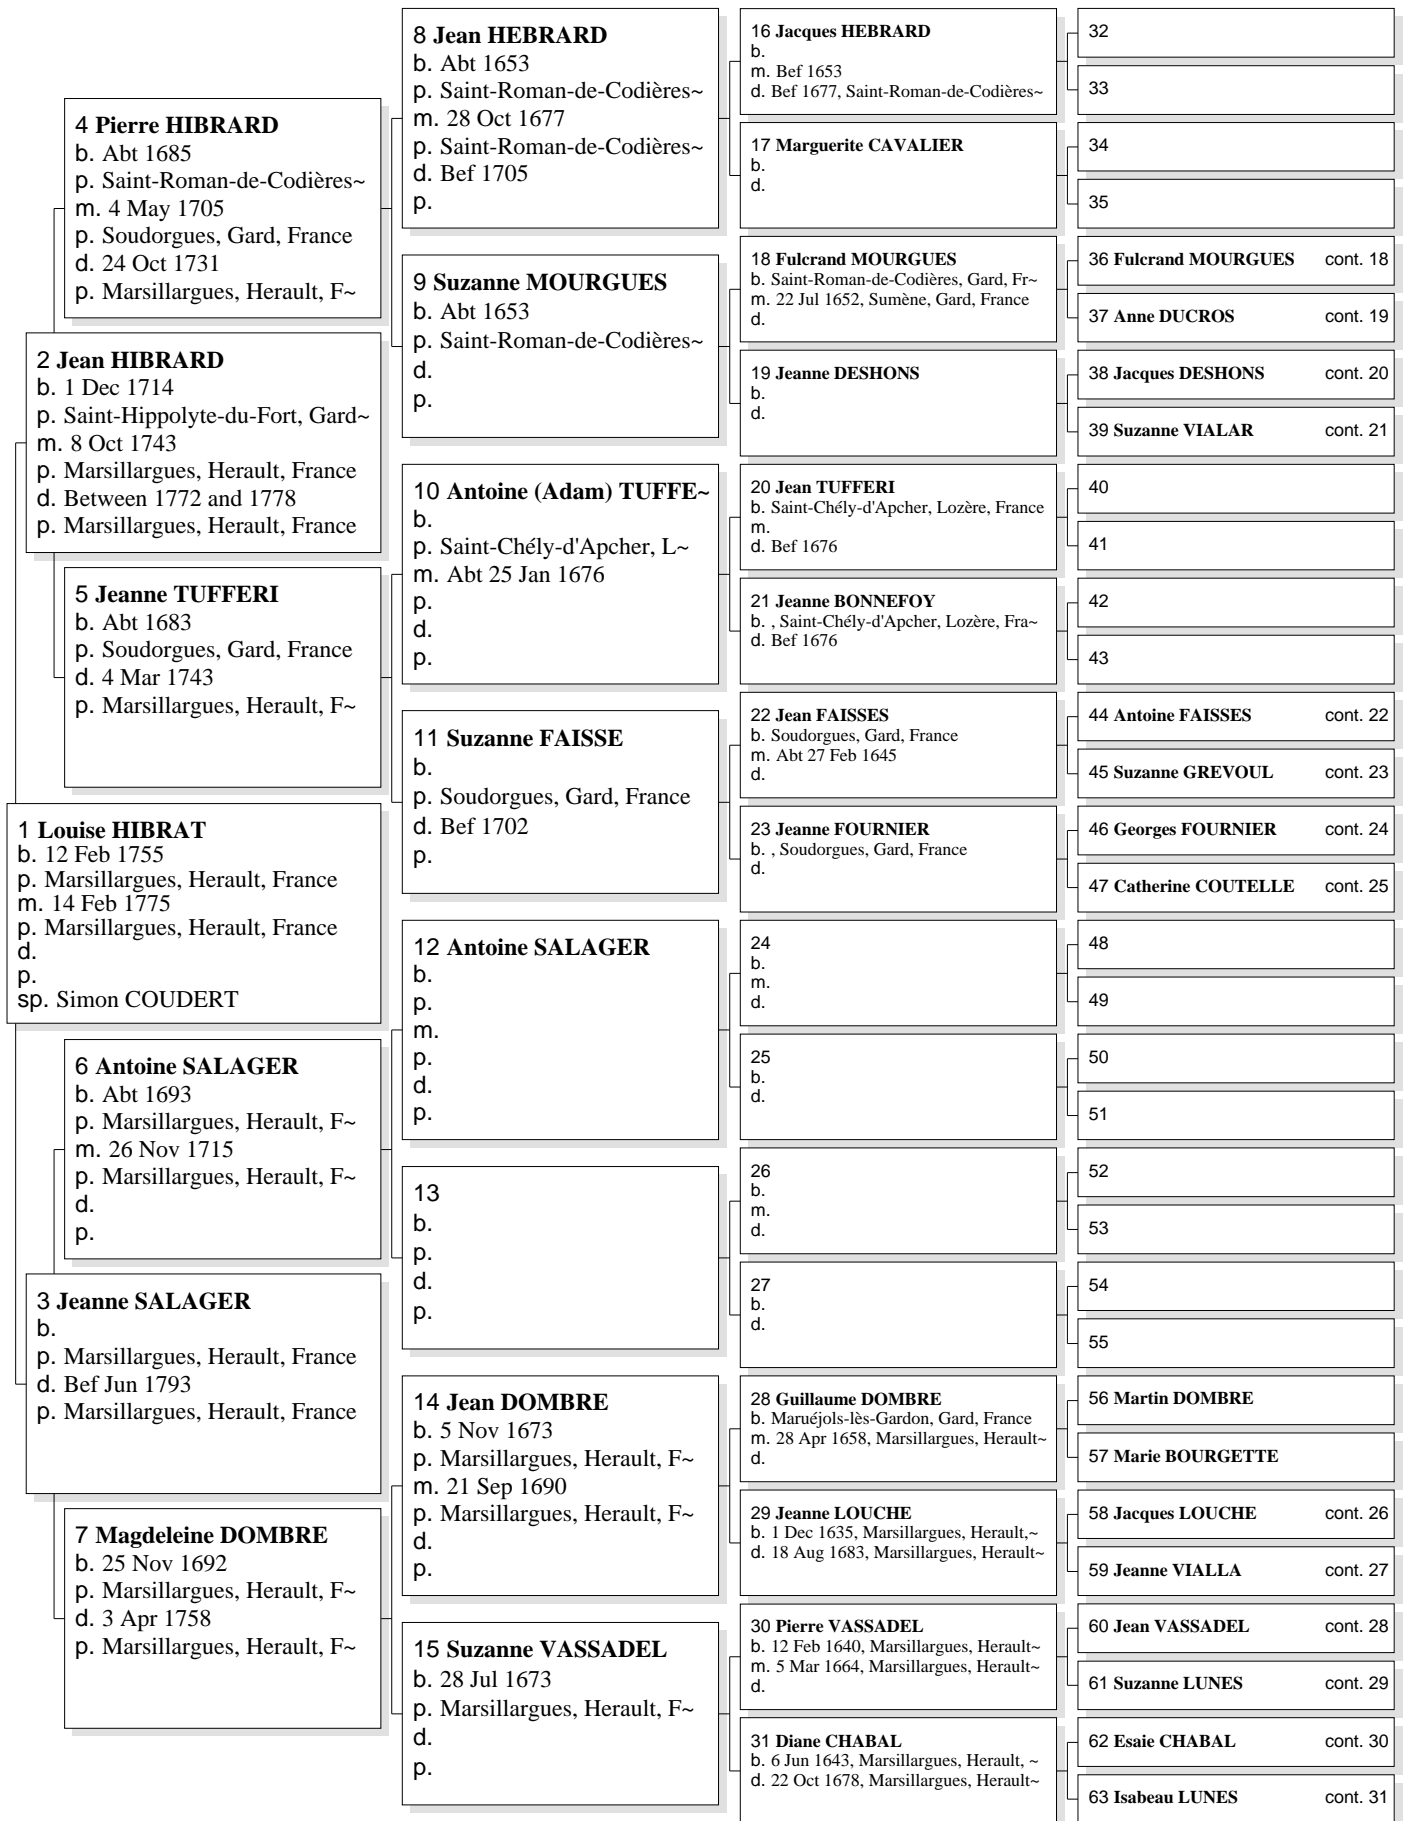 1 Louise HIBRAT
b. 12 Feb 1755
p. Marsillargues, Herault, France
m. 14 Feb 1775
p. Marsillargues, Herault, France
d.
p.
sp. Simon COUDERT
2 Jean HIBRARD
b. 1 Dec 1714
p. Saint-Hippolyte-du-Fort, Gard~
m. 8 Oct 1743
p. Marsillargues, Herault, France
d. Between 1772 and 1778
p. Marsillargues, Herault, France
3 Jeanne SALAGER
b.
p. Marsillargues, Herault, France
d. Bef Jun 1793
p. Marsillargues, Herault, France
4 Pierre HIBRARD
b. Abt 1685
p. Saint-Roman-de-Codières~
m. 4 May 1705
p. Soudorgues, Gard, France
d. 24 Oct 1731
p. Marsillargues, Herault, F~
5 Jeanne TUFFERI
b. Abt 1683
p. Soudorgues, Gard, France
d. 4 Mar 1743
p. Marsillargues, Herault, F~
6 Antoine SALAGER
b. Abt 1693
p. Marsillargues, Herault, F~
m. 26 Nov 1715
p. Marsillargues, Herault, F~
d.
p.
7 Magdeleine DOMBRE
b. 25 Nov 1692
p. Marsillargues, Herault, F~
d. 3 Apr 1758
p. Marsillargues, Herault, F~
8 Jean HEBRARD
b. Abt 1653
p. Saint-Roman-de-Codières~
m. 28 Oct 1677
p. Saint-Roman-de-Codières~
d. Bef 1705
p.
9 Suzanne MOURGUES
b. Abt 1653
p. Saint-Roman-de-Codières~
d.
p.
10 Antoine (Adam) TUFFE~
b.
p. Saint-Chély-d'Apcher, L~
m. Abt 25 Jan 1676
p.
d.
p.
11 Suzanne FAISSE
b.
p. Soudorgues, Gard, France
d. Bef 1702
p.
12 Antoine SALAGER
b.
p.
m.
p.
d.
p.
13
b.
p.
d.
p.
14 Jean DOMBRE
b. 5 Nov 1673
p. Marsillargues, Herault, F~
m. 21 Sep 1690
p. Marsillargues, Herault, F~
d.
p.
15 Suzanne VASSADEL
b. 28 Jul 1673
p. Marsillargues, Herault, F~
d.
p.
16 Jacques HEBRARD
b.
m. Bef 1653
d. Bef 1677, Saint-Roman-de-Codières~
17 Marguerite CAVALIER
b.
d.
18 Fulcrand MOURGUES
b. Saint-Roman-de-Codières, Gard, Fr~
m. 22 Jul 1652, Sumène, Gard, France
d.
19 Jeanne DESHONS
b.
d.
20 Jean TUFFERI
b. Saint-Chély-d'Apcher, Lozère, France
m.
d. Bef 1676
21 Jeanne BONNEFOY
b. , Saint-Chély-d'Apcher, Lozère, Fra~
d. Bef 1676
22 Jean FAISSES
b. Soudorgues, Gard, France
m. Abt 27 Feb 1645
d.
23 Jeanne FOURNIER
b. , Soudorgues, Gard, France
d.
24
b.
m.
d.
25
b.
d.
26
b.
m.
d.
27
b.
d.
28 Guillaume DOMBRE
b. Maruéjols-lès-Gardon, Gard, France
m. 28 Apr 1658, Marsillargues, Herault~
d.
29 Jeanne LOUCHE
b. 1 Dec 1635, Marsillargues, Herault,~
d. 18 Aug 1683, Marsillargues, Herault~
30 Pierre VASSADEL
b. 12 Feb 1640, Marsillargues, Herault~
m. 5 Mar 1664, Marsillargues, Herault~
d.
31 Diane CHABAL
b. 6 Jun 1643, Marsillargues, Herault, ~
d. 22 Oct 1678, Marsillargues, Herault~
32
33
34
35
36 Fulcrand MOURGUES cont. 18
37 Anne DUCROS cont. 19
38 Jacques DESHONS cont. 20
39 Suzanne VIALAR cont. 21
40
41
42
43
44 Antoine FAISSES cont. 22
45 Suzanne GREVOUL cont. 23
46 Georges FOURNIER cont. 24
47 Catherine COUTELLE cont. 25
48
49
50
51
52
53
54
55
56 Martin DOMBRE
57 Marie BOURGETTE
58 Jacques LOUCHE cont. 26
59 Jeanne VIALLA cont. 27
60 Jean VASSADEL cont. 28
61 Suzanne LUNES cont. 29
62 Esaie CHABAL cont. 30
63 Isabeau LUNES cont. 31